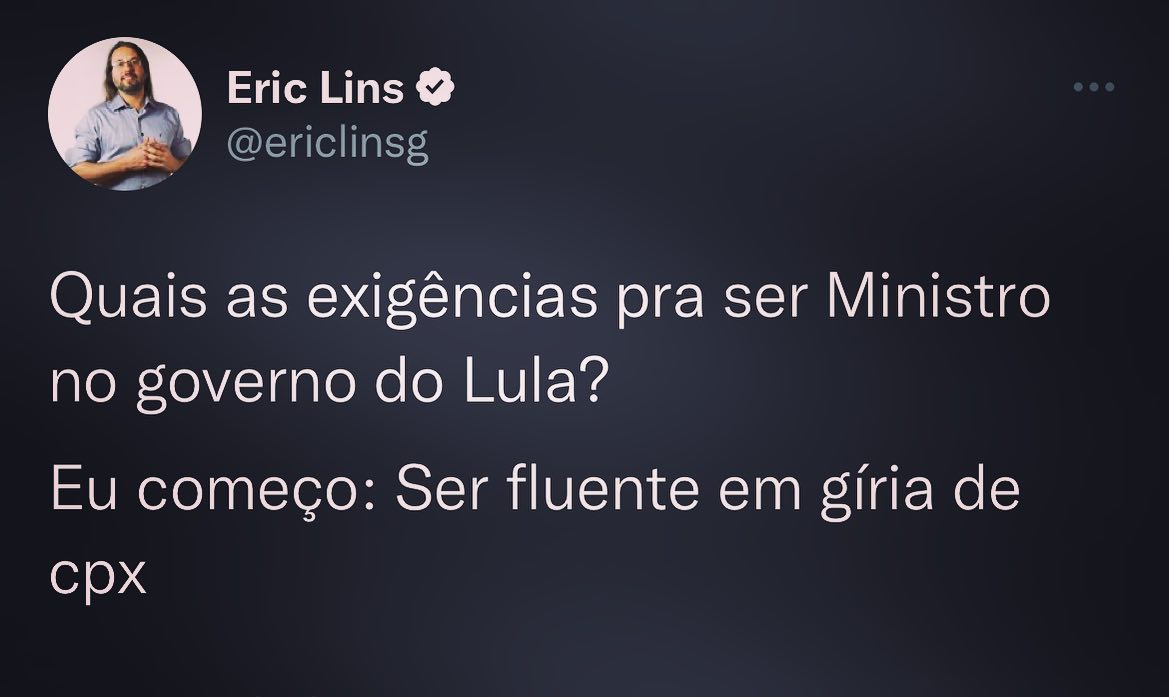 Eric Lins
@ericlinsg
Quais as exigências pra ser Ministro
no governo do Lula?
Eu começo: Ser fluente em gíria de
cpx